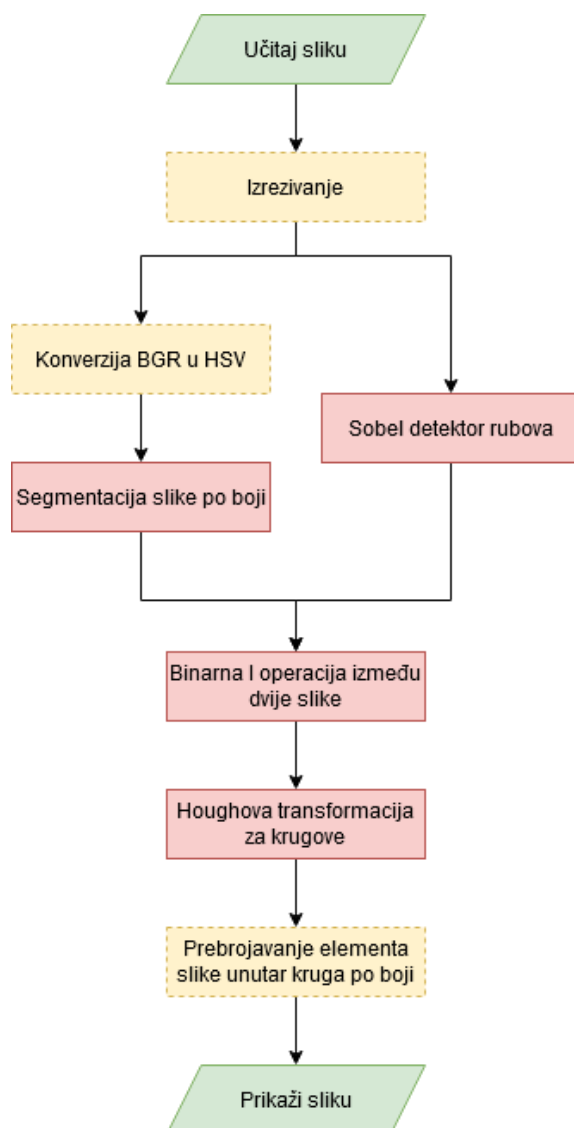 Učitaj sliku
Izrezivanje
Konverzija BGR u HSV
Sobel detektor rubova
Segmentacija slike po boji
Binarna I operacija između
dvije slike
Houghova transformacija
za krugove
Prebrojavanje elementa
slike unutar kruga po boji
Prikaži sliku